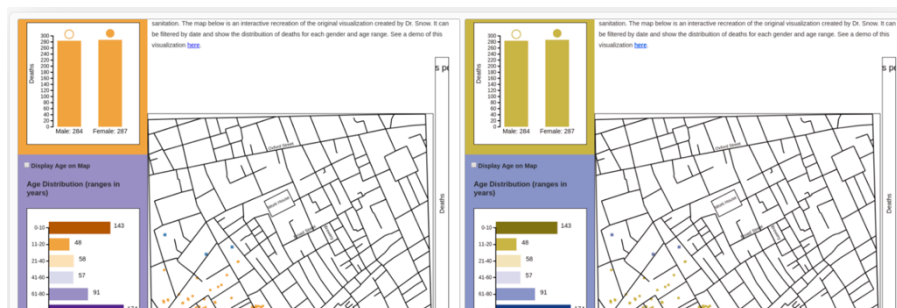 sanitation. The map below is an interactive recreation of the original visualization created by Dr. Snow. It can
be filtered by date and show the distribution of deaths for each gender and age range. See a demo of this
visualization here.
300
280
260
240
220
200
180
160
140
120
100
80
60
40
20
0
Deaths
Male: 284 Female: 287
s pe
Deaths
Display Age on Map
Age Distribution (ranges in
years)
0-10 143
11-20 48
21-40 58
41-60 57
61-80 91
Oxford Street
Work House
sanitation. The map below is an interactive recreation of the original visualization created by Dr. Snow. It can
be filtered by date and show the distribution of deaths for each gender and age range. See a demo of this
visualization here.
300
280
260
240
220
200
180
160
140
120
100
80
60
40
20
0
Deaths
Male: 284 Female: 287
s pe
Deaths
Display Age on Map
Age Distribution (ranges in
years)
0-10 143
11-20 48
21-40 58
41-60 57
61-80 91
Oxford Street
Work House